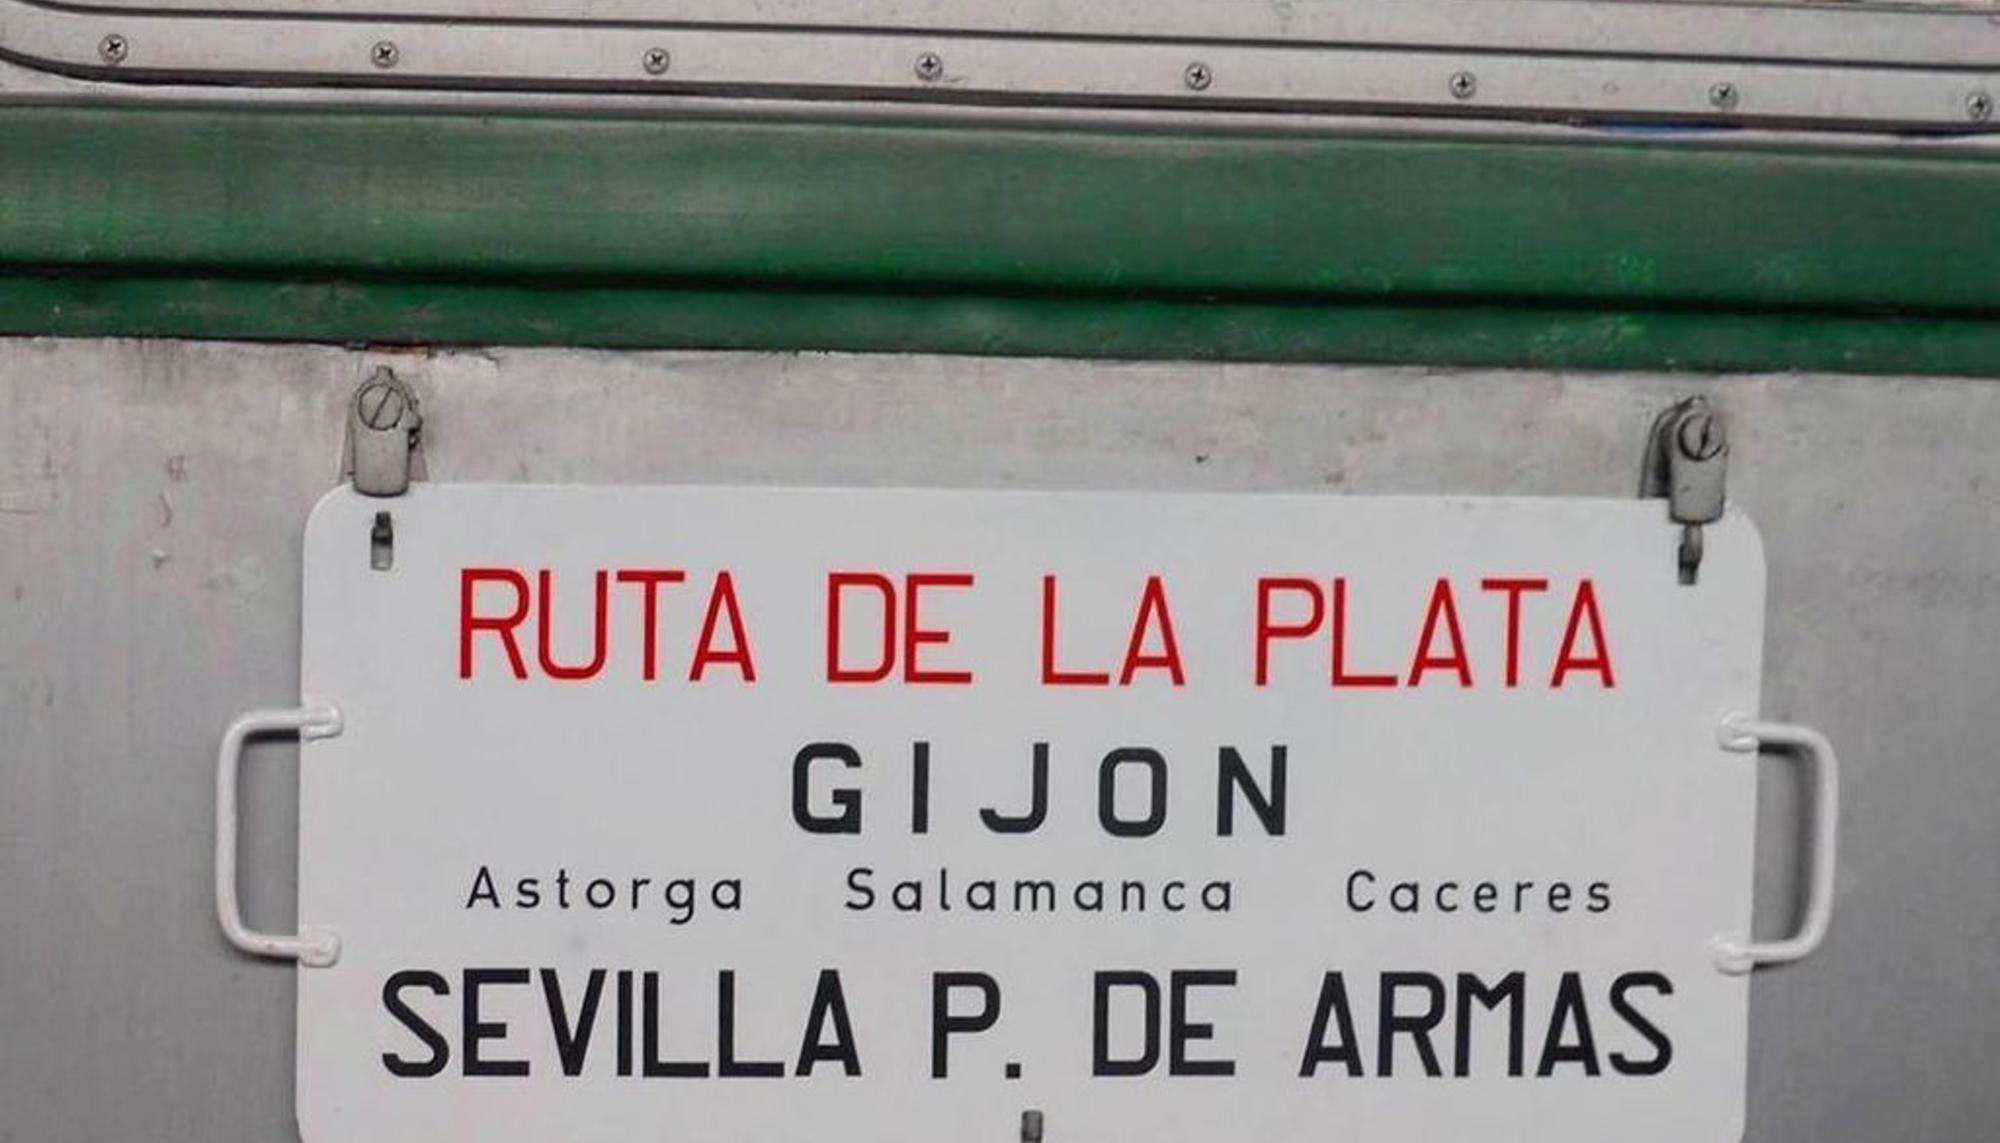 RUTA DE LA PLATA
GIJON
Astorga Salamanca Caceres
SEVILLA P. DE ARMAS